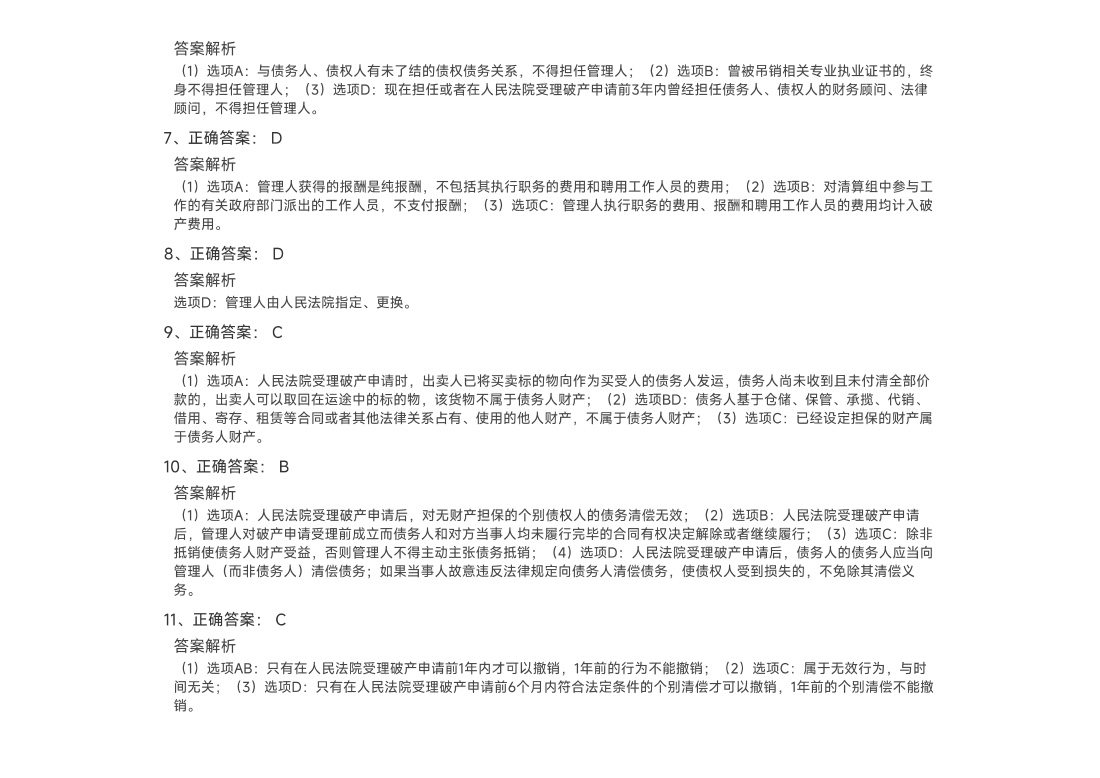 答案解析
（1）选项A：与债务人、债权人有未了结的债权债务关系，不得担任管理人；（2）选项B：曾被吊销相关专业执业证书的，终
身不得担任管理人；（3）选项D：现在担任或者在人民法院受理破产申请前3年内曾经担任债务人、债权人的财务顾问、法律
顾问，不得担任管理人。
7、正确答案： D
答案解析
（1）选项A：管理人获得的报酬是纯报酬，不包括其执行职务的费用和聘用工作人员的费用；（2）选项B：对清算组中参与工
作的有关政府部门派出的工作人员，不支付报酬；（3）选项C：管理人执行职务的费用、报酬和聘用工作人员的费用均计入破
产费用。
8、正确答案： D
答案解析
选项D：管理人由人民法院指定、更换。
9、正确答案： C
答案解析
（1）选项A：人民法院受理破产申请时，出卖人已将买卖标的物向作为买受人的债务人发运，债务人尚未收到且未付清全部价
款的，出卖人可以取回在运途中的标的物，该货物不属于债务人财产；（2）选项BD：债务人基于仓储、保管、承揽、代销、
借用、寄存、租赁等合同或者其他法律关系占有、使用的他人财产，不属于债务人财产；（3）选项C：已经设定担保的财产属
于债务人财产。
10、正确答案： B
答案解析
（1）选项A：人民法院受理破产申请后，对无财产担保的个别债权人的债务清偿无效；（2）选项B：人民法院受理破产申请
后，管理人对破产申请受理前成立而债务人和对方当事人均未履行完毕的合同有权决定解除或者继续履行；（3）选项C：除非
抵销使债务人财产受益，否则管理人不得主动主张债务抵销；（4）选项D：人民法院受理破产申请后，债务人的债务人应当向
管理人（而非债务人）清偿债务；如果当事人故意违反法律规定向债务人清偿债务，使债权人受到损失的，不免除其清偿义
务。
11、正确答案： C
答案解析
（1）选项AB：只有在人民法院受理破产申请前1年内才可以撤销，1年前的行为不能撤销；（2）选项C：属于无效行为，与时
间无关；（3）选项D：只有在人民法院受理破产申请前6个月内符合法定条件的个别清偿才可以撤销，1年前的个别清偿不能撤
销。